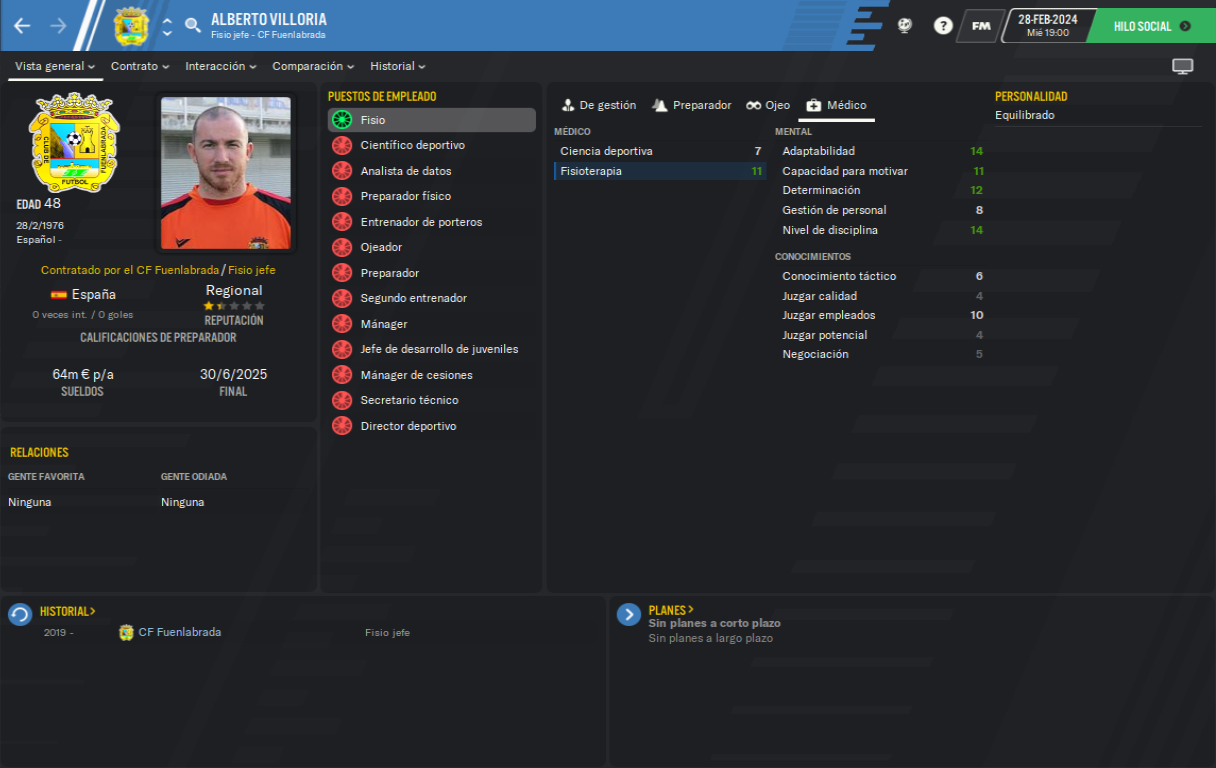 ALBERTO VILLORIA
Fisio jefe - CF Fuenlabrada
?
FM
28-FEB-2024
Mié 19:00
HILO SOCIAL
Vista general
Contrato
Interacción
Comparación
Historial
CLUB DE
FUENLABRADA
FUTBOL
EDAD 48
28/2/1976
Español -
Contratado por el CF Fuenlabrada / Fisio jefe
España
0 veces int. / 0 goles
Regional
REPUTACIÓN
CALIFICACIONES DE PREPARADOR
64m € p/a
SUELDOS
30/6/2025
FINAL
RELACIONES
GENTE FAVORITA
GENTE ODIADA
Ninguna
Ninguna
PUESTOS DE EMPLEADO
Fisio
Científico deportivo
Analista de datos
Preparador físico
Entrenador de porteros
Ojeador
Preparador
Segundo entrenador
Mánager
Jefe de desarrollo de juveniles
Mánager de cesiones
Secretario técnico
Director deportivo
De gestión
Preparador
Ojeo
Médico
MÉDICO
Ciencia deportiva 7
Fisioterapia 11
MENTAL
Adaptabilidad 14
Capacidad para motivar 11
Determinación 12
Gestión de personal 8
Nivel de disciplina 14
CONOCIMIENTOS
Conocimiento táctico 6
Juzgar calidad 4
Juzgar empleados 10
Juzgar potencial 4
Negociación 5
PERSONALIDAD
Equilibrado
HISTORIAL >
2019 - CF Fuenlabrada Fisio jefe
PLANES >
Sin planes a corto plazo
Sin planes a largo plazo